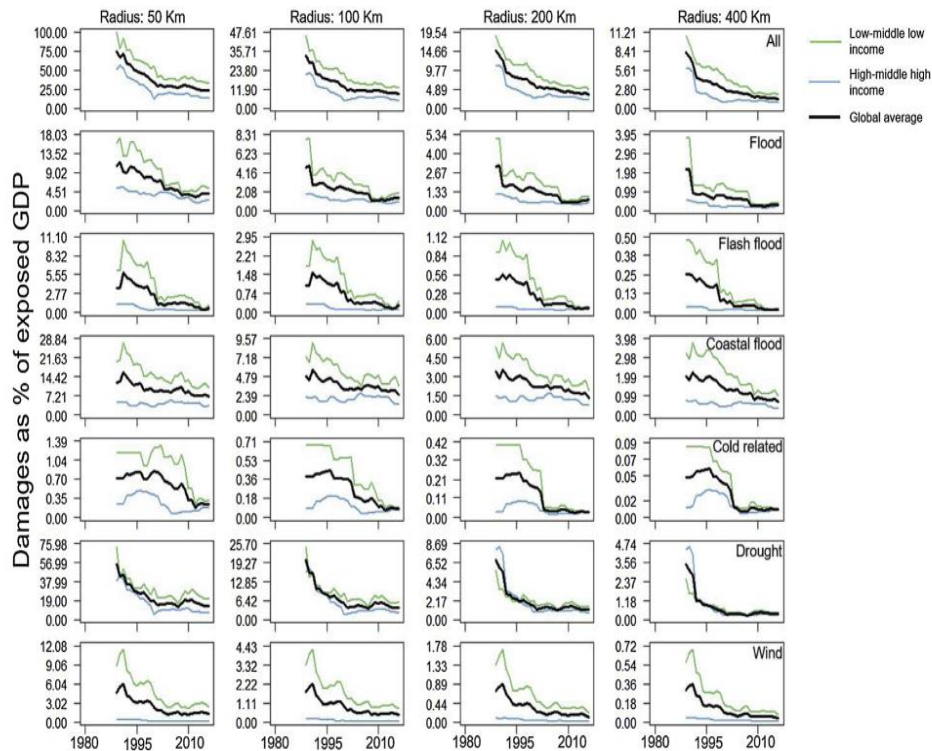 Radius: 50 Km Radius: 100 Km Radius: 200 Km Radius: 400 Km
Low-middle low
income
High-middle high
income
Global average
Damages as % of exposed GDP
100.00 47.61 19.54 11.21 All
75.00 35.71 14.66 8.41
50.00 23.80 9.77 5.61
25.00 11.90 4.89 2.80
0.00 0.00 0.00 0.00
18.03 8.31 5.34 3.95 Flood
13.52 6.23 4.00 2.96
9.02 4.16 2.67 1.98
4.51 2.08 1.33 0.99
0.00 0.00 0.00 0.00
11.10 2.95 1.12 0.50 Flash flood
8.32 2.21 0.84 0.38
5.55 1.48 0.56 0.25
2.77 0.74 0.28 0.13
0.00 0.00 0.00 0.00
28.84 9.57 6.00 3.98 Coastal flood
21.63 7.18 4.50 2.98
14.42 4.79 3.00 1.99
7.21 2.39 1.50 0.99
0.00 0.00 0.00 0.00
1.39 0.71 0.42 0.09 Cold related
1.04 0.53 0.32 0.07
0.70 0.36 0.21 0.05
0.35 0.18 0.11 0.02
0.00 0.00 0.00 0.00
75.98 25.70 8.69 4.74 Drought
56.99 19.27 6.52 3.56
37.99 12.85 4.34 2.37
19.00 6.42 2.17 1.18
0.00 0.00 0.00 0.00
12.08 4.43 1.78 0.72 Wind
9.06 3.32 1.33 0.54
6.04 2.22 0.89 0.36
3.02 1.11 0.44 0.18
0.00 0.00 0.00 0.00
1980 1995 2010 1980 1995 2010 1980 1995 2010 1980 1995 2010